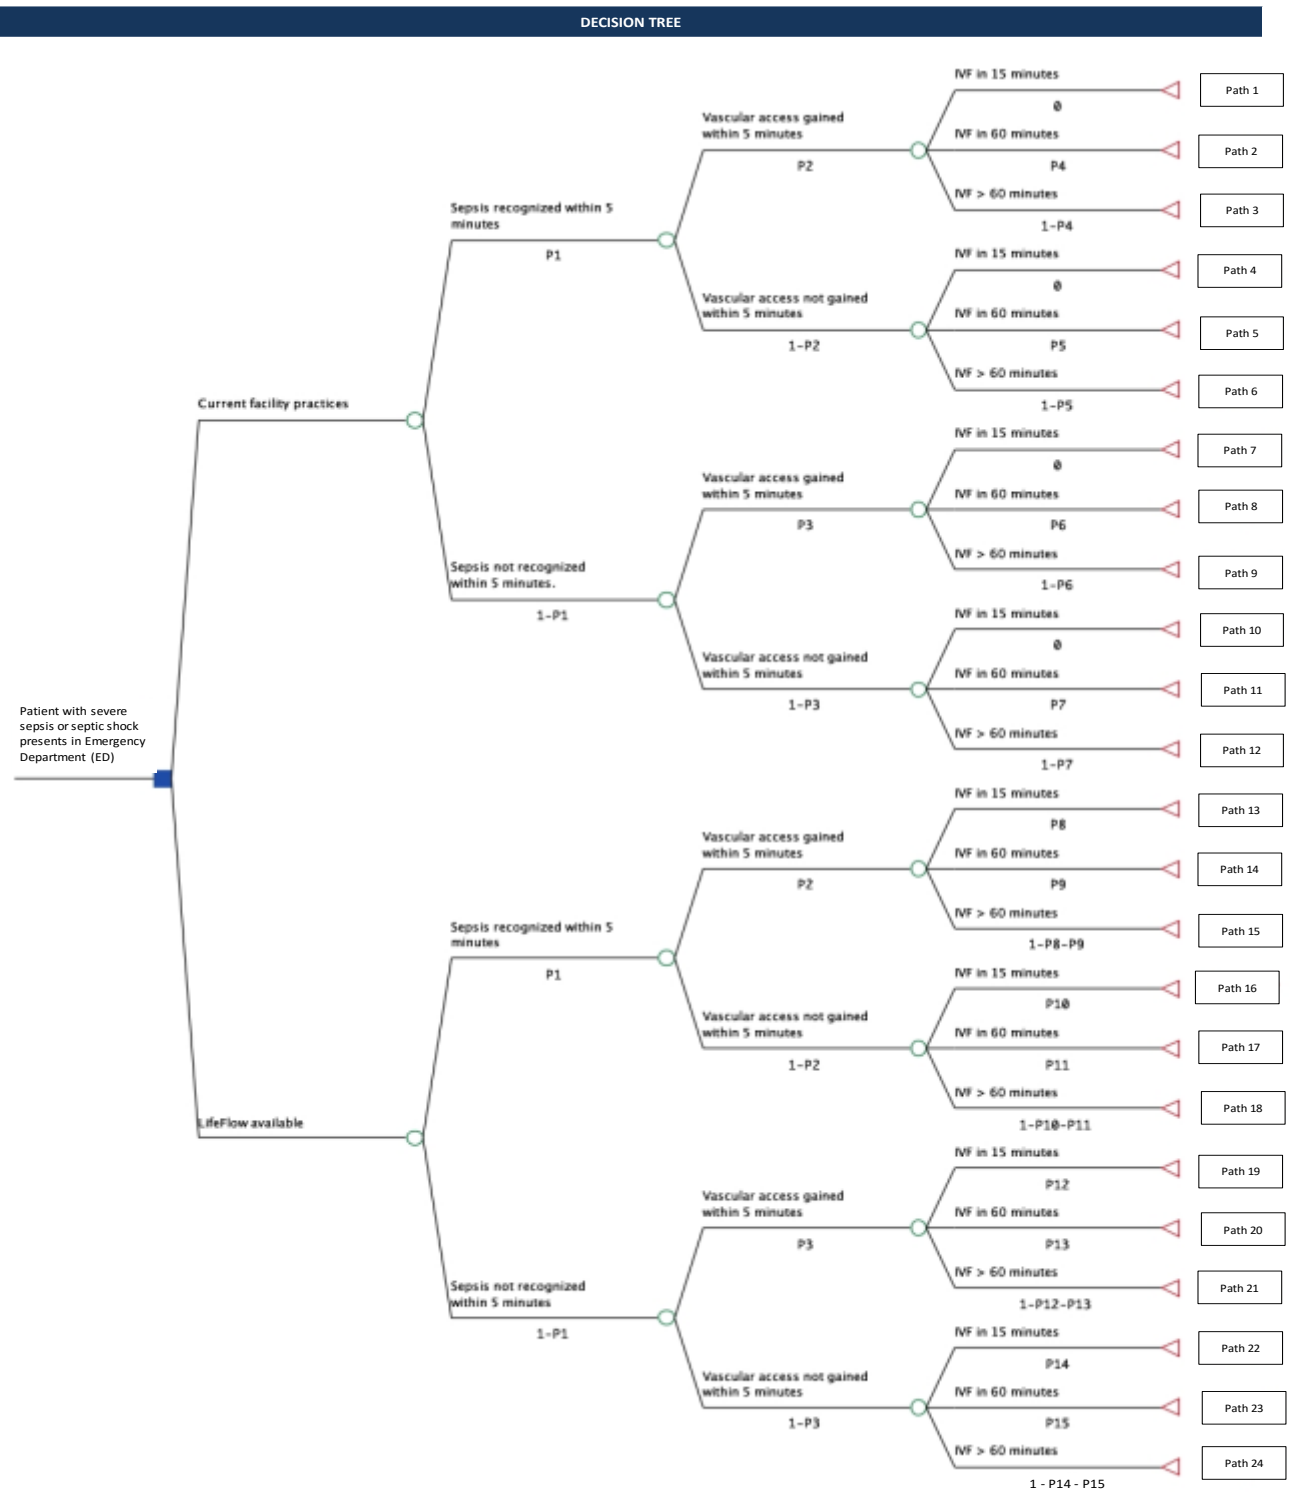 DECISION TREE
IVF in 15 minutes
0
Path 1
Vascular access gained
within 5 minutes
P2
IVF in 60 minutes
P4
Path 2
IVF > 60 minutes
1-P4
Path 3
Sepsis recognized within 5
minutes
P1
IVF in 15 minutes
0
Path 4
Vascular access not gained
within 5 minutes
1-P2
IVF in 60 minutes
P5
Path 5
IVF > 60 minutes
1-P5
Path 6
Current facility practices
IVF in 15 minutes
0
Path 7
Vascular access gained
within 5 minutes
P3
IVF in 60 minutes
P6
Path 8
IVF > 60 minutes
1-P6
Path 9
Sepsis not recognized
within 5 minutes.
1-P1
IVF in 15 minutes
0
Path 10
Vascular access not gained
within 5 minutes
1-P3
IVF in 60 minutes
P7
Path 11
IVF > 60 minutes
1-P7
Path 12
Patient with severe
sepsis or septic shock
presents in Emergency
Department (ED)
IVF in 15 minutes
P8
Path 13
Vascular access gained
within 5 minutes
P2
IVF in 60 minutes
P9
Path 14
IVF > 60 minutes
1-P8-P9
Path 15
Sepsis recognized within 5
minutes
P1
IVF in 15 minutes
P10
Path 16
Vascular access not gained
within 5 minutes
1-P2
IVF in 60 minutes
P11
Path 17
IVF > 60 minutes
1-P10-P11
Path 18
LifeFlow available
IVF in 15 minutes
P12
Path 19
Vascular access gained
within 5 minutes
P3
IVF in 60 minutes
P13
Path 20
IVF > 60 minutes
1-P12-P13
Path 21
Sepsis not recognized
within 5 minutes
1-P1
IVF in 15 minutes
P14
Path 22
Vascular access not gained
within 5 minutes
1-P3
IVF in 60 minutes
P15
Path 23
IVF > 60 minutes
1 - P14 - P15
Path 24